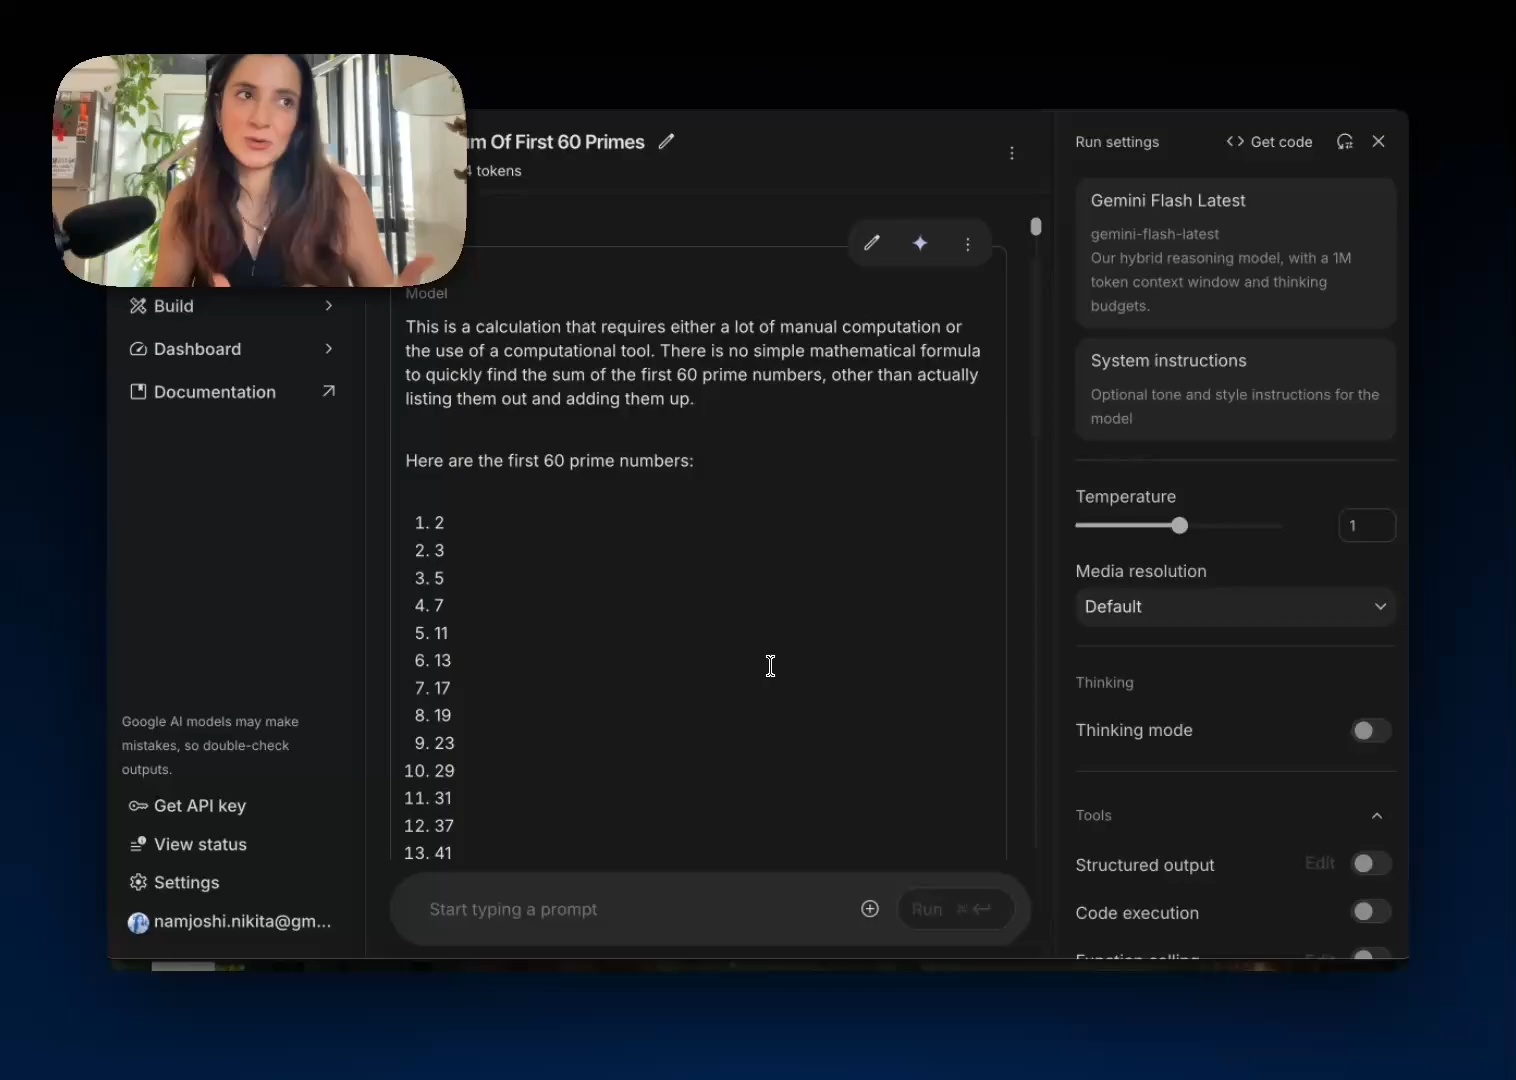 m Of First 60 Primes
tokens
Model
This is a calculation that requires either a lot of manual computation or
the use of a computational tool. There is no simple mathematical formula
to quickly find the sum of the first 60 prime numbers, other than actually
listing them out and adding them up.
Here are the first 60 prime numbers:
1. 2
2. 3
3. 5
4. 7
5. 11
6. 13
7. 17
8. 19
9. 23
10. 29
11. 31
12. 37
13. 41
Start typing a prompt
Run ⌘↵
Build
Dashboard
Documentation
Google AI models may make
mistakes, so double-check
outputs.
Get API key
View status
Settings
namjoshi.nikita@gm...
Run settings
<> Get code
Gemini Flash Latest
gemini-flash-latest
Our hybrid reasoning model, with a 1M
token context window and thinking
budgets.
System instructions
Optional tone and style instructions for the
model
Temperature
1
Media resolution
Default
Thinking
Thinking mode
Tools
Structured output
Edit
Code execution
Function calling
Edit